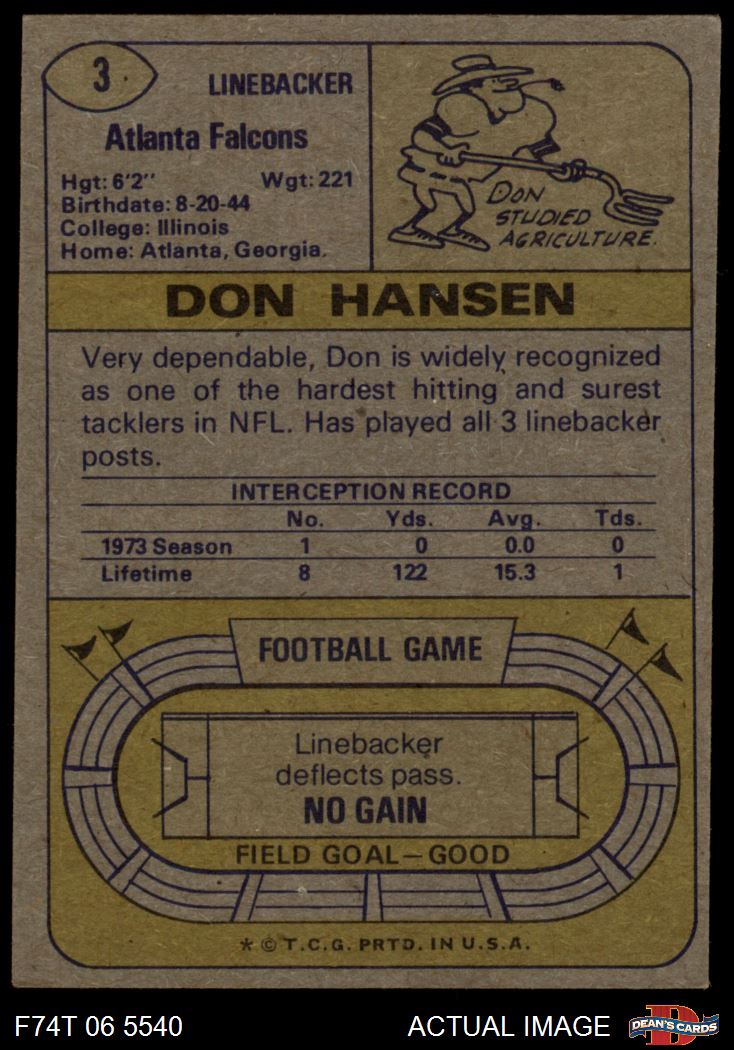 3
LINEBACKER
Atlanta Falcons
Hgt: 6'2" Wgt: 221
Birthdate: 8-20-44
College: Illinois
Home: Atlanta, Georgia.
DON
STUDIED
AGRICULTURE.
DON HANSEN
Very dependable, Don is widely recognized
as one of the hardest hitting and surest
tacklers in NFL. Has played all 3 linebacker
posts.
INTERCEPTION RECORD
No. Yds. Avg. Tds.
1973 Season 1 0 0.0 0
Lifetime 8 122 15.3 1
FOOTBALL GAME
Linebacker
deflects pass.
NO GAIN
FIELD GOAL—GOOD
* © T.C.G. PRTD. IN U.S.A.
F74T 06 5540 ACTUAL IMAGE
D
DEAN'S CARDS